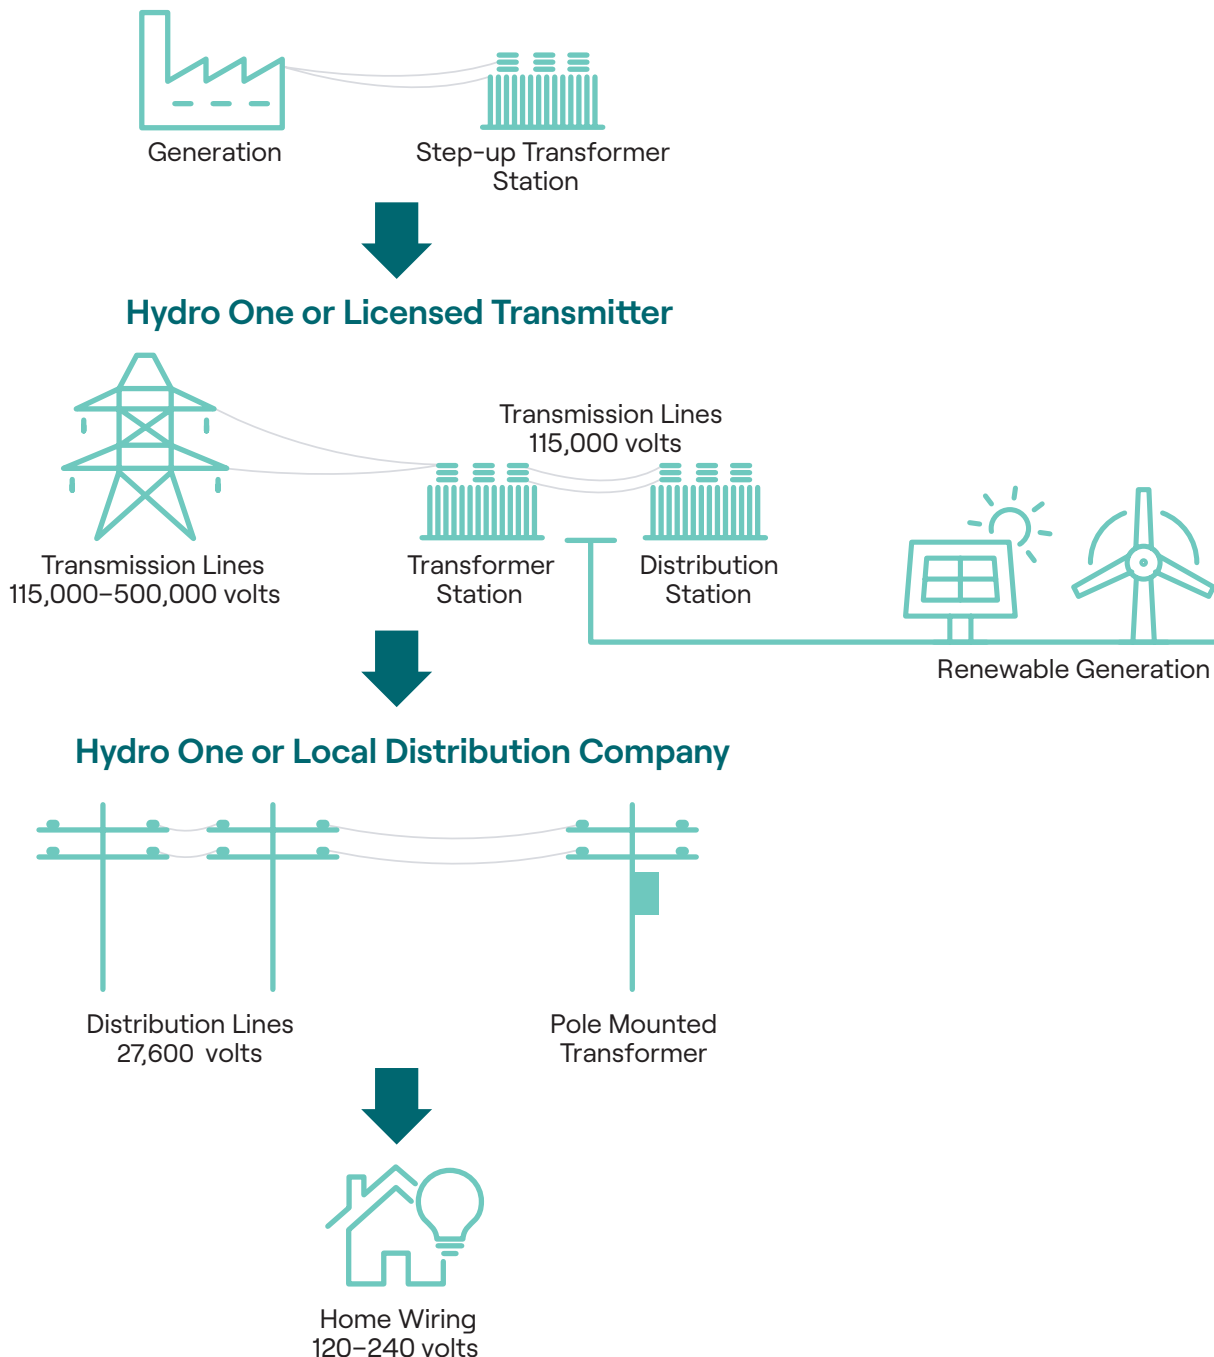 Generation
Step-up Transformer
Station
Hydro One or Licensed Transmitter
Transmission Lines
115,000 volts
Transmission Lines
115,000–500,000 volts
Transformer
Station
Distribution
Station
Renewable Generation
Hydro One or Local Distribution Company
Distribution Lines
27,600 volts
Pole Mounted
Transformer
Home Wiring
120–240 volts